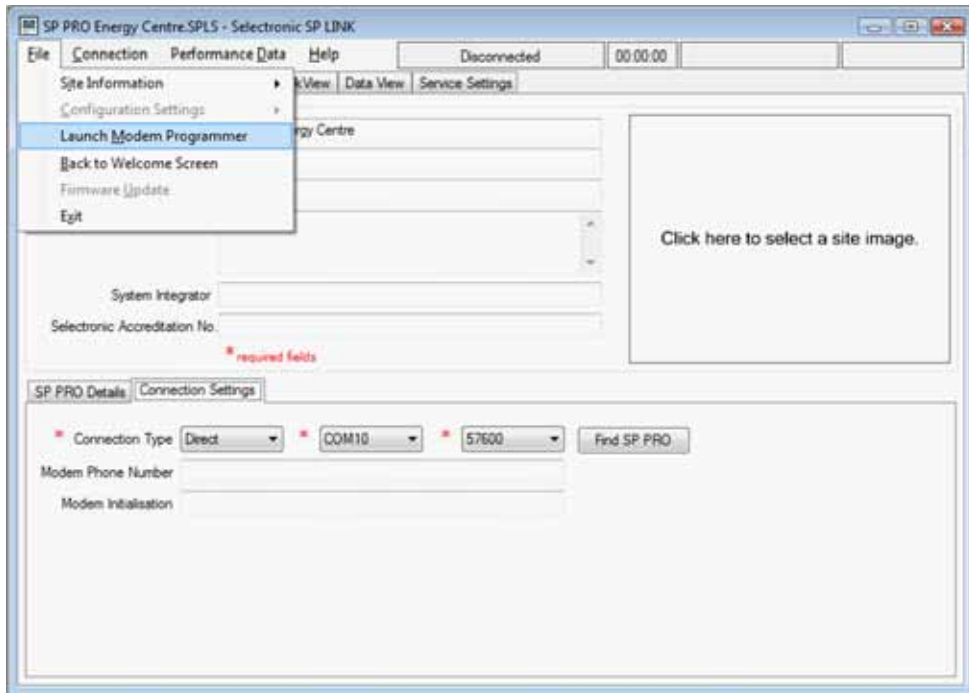 SP PRO Energy Centre.SPLS - Selectronic SP LINK
File Connection Performance Data Help Disconnected 00:00:00
Site Information kView Data View Service Settings
Configuration Settings
Launch Modem Programmer rgy Centre
Back to Welcome Screen
Firmware Update
Exit
Click here to select a site image.
System Integrator
Selectronic Accreditation No.
* required fields
SP PRO Details Connection Settings
* Connection Type Direct * COM10 * 57600 Find SP PRO
Modem Phone Number
Modem Initialisation